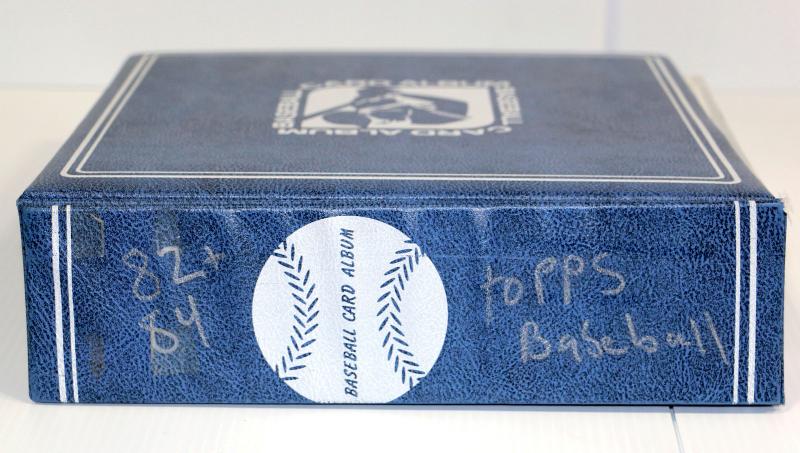 CARD ALBUM
BASEBALL
BASEBALL
CARD ALBUM
82+
84
BASEBALL CARD ALBUM
topps
Baseball